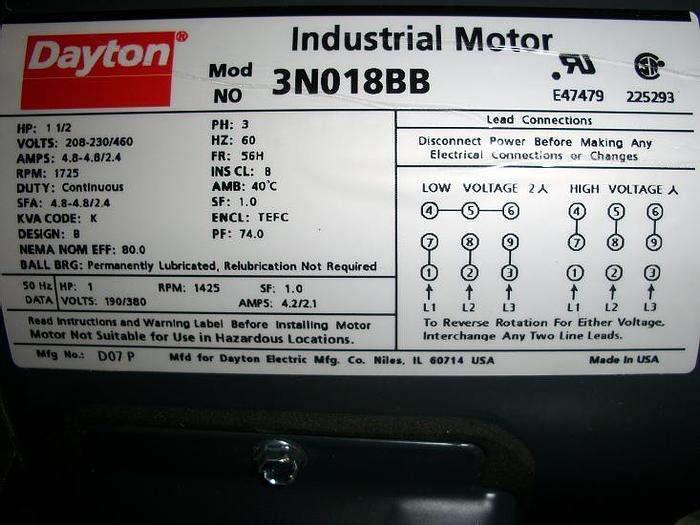 Dayton®
Industrial Motor
Mod NO 3N018BB
E47479
225293
HP: 1 1/2
VOLTS: 208-230/460
AMPS: 4.8-4.8/2.4
RPM: 1725
DUTY: Continuous
SFA: 4.8-4.8/2.4
KVA CODE: K
DESIGN: B
NEMA NOM EFF: 80.0
PH: 3
HZ: 60
FR: 56H
INS CL: B
AMB: 40°C
SF: 1.0
ENCL: TEFC
PF: 74.0
BALL BRG: Permanently Lubricated, Relubrication Not Required
50 Hz DATA
HP: 1 RPM: 1425 SF: 1.0
VOLTS: 190/380 AMPS: 4.2/2.1
Read Instructions and Warning Label Before Installing Motor
Motor Not Suitable for Use in Hazardous Locations.
Lead Connections
Disconnect Power Before Making Any
Electrical Connections or Changes
LOW VOLTAGE 2人 HIGH VOLTAGE 人
4 5 6 4 5 6
7 8 9 7 8 9
1 2 3 1 2 3
L1 L2 L3 L1 L2 L3
To Reverse Rotation For Either Voltage,
Interchange Any Two Line Leads.
Mfg No.: D07 P Mfd for Dayton Electric Mfg. Co. Niles, IL 60714 USA Made in USA